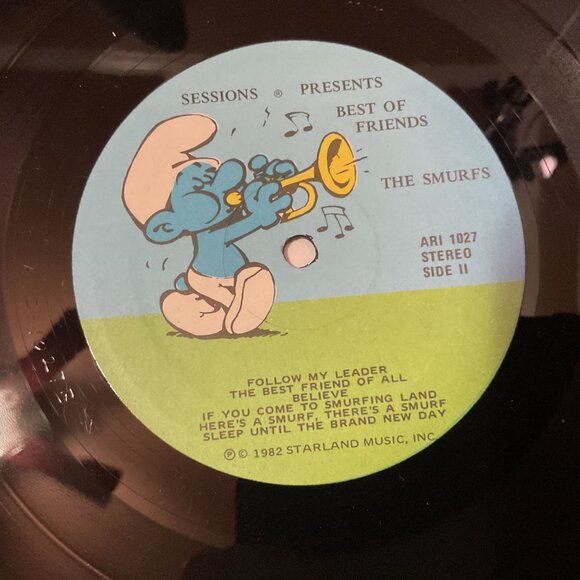 SESSIONS ® PRESENTS
BEST OF
FRIENDS
THE SMURFS
ARI 1027
STEREO
SIDE II
FOLLOW MY LEADER
THE BEST FRIEND OF ALL
BELIEVE
IF YOU COME TO SMURFING LAND
HERE'S A SMURF, THERE'S A SMURF
SLEEP UNTIL THE BRAND NEW DAY
℗ © 1982 STARLAND MUSIC, INC.